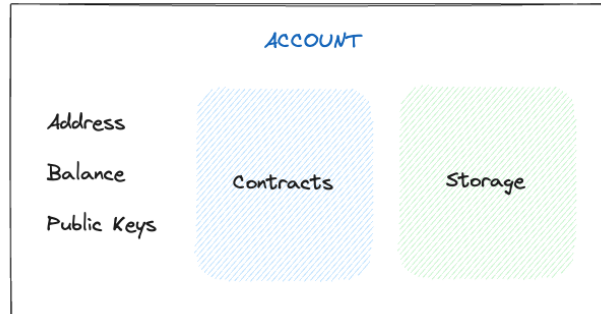 ACCOUNT
Address
Balance
Public Keys
Contracts
Storage